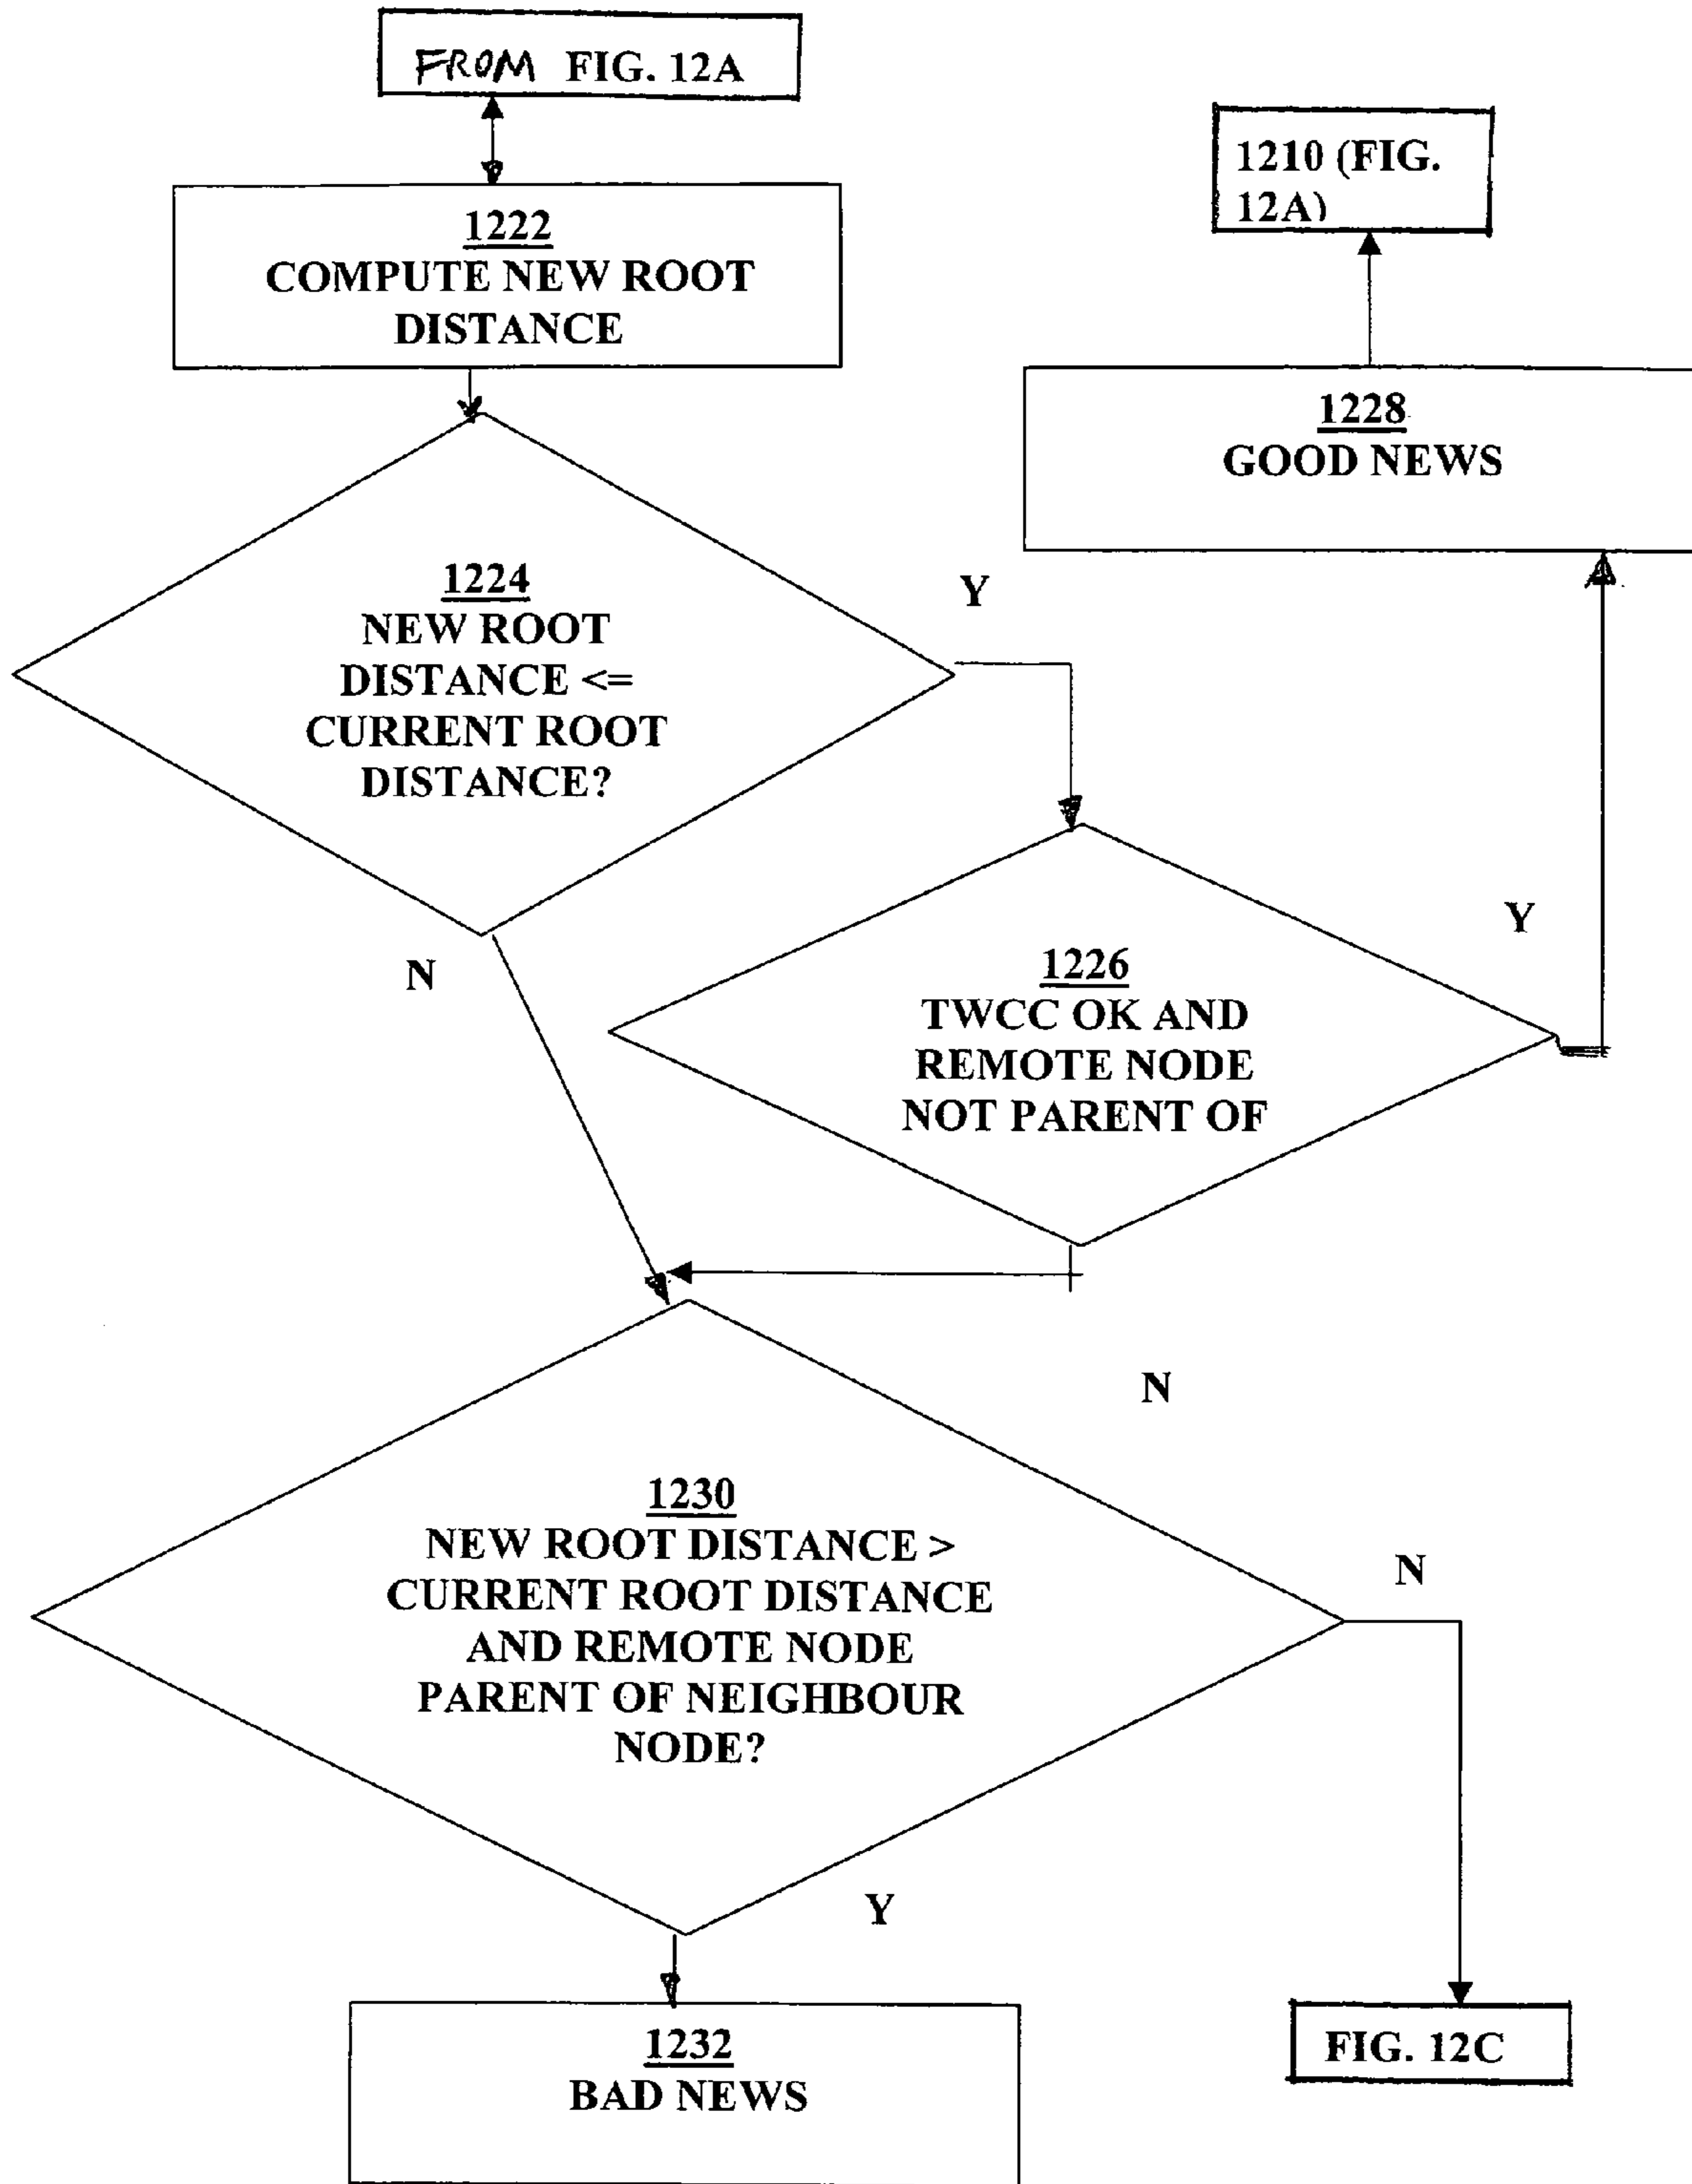 FROM FIG. 12A
1210 (FIG.
12A)
1222
COMPUTE NEW ROOT
DISTANCE
1228
GOOD NEWS
1224
NEW ROOT
DISTANCE <=
CURRENT ROOT
DISTANCE?
Y
N
1226
TWCC OK AND
REMOTE NODE
NOT PARENT OF
Y
N
1230
NEW ROOT DISTANCE >
CURRENT ROOT DISTANCE
AND REMOTE NODE
PARENT OF NEIGHBOUR
NODE?
N
Y
1232
BAD NEWS
FIG. 12C